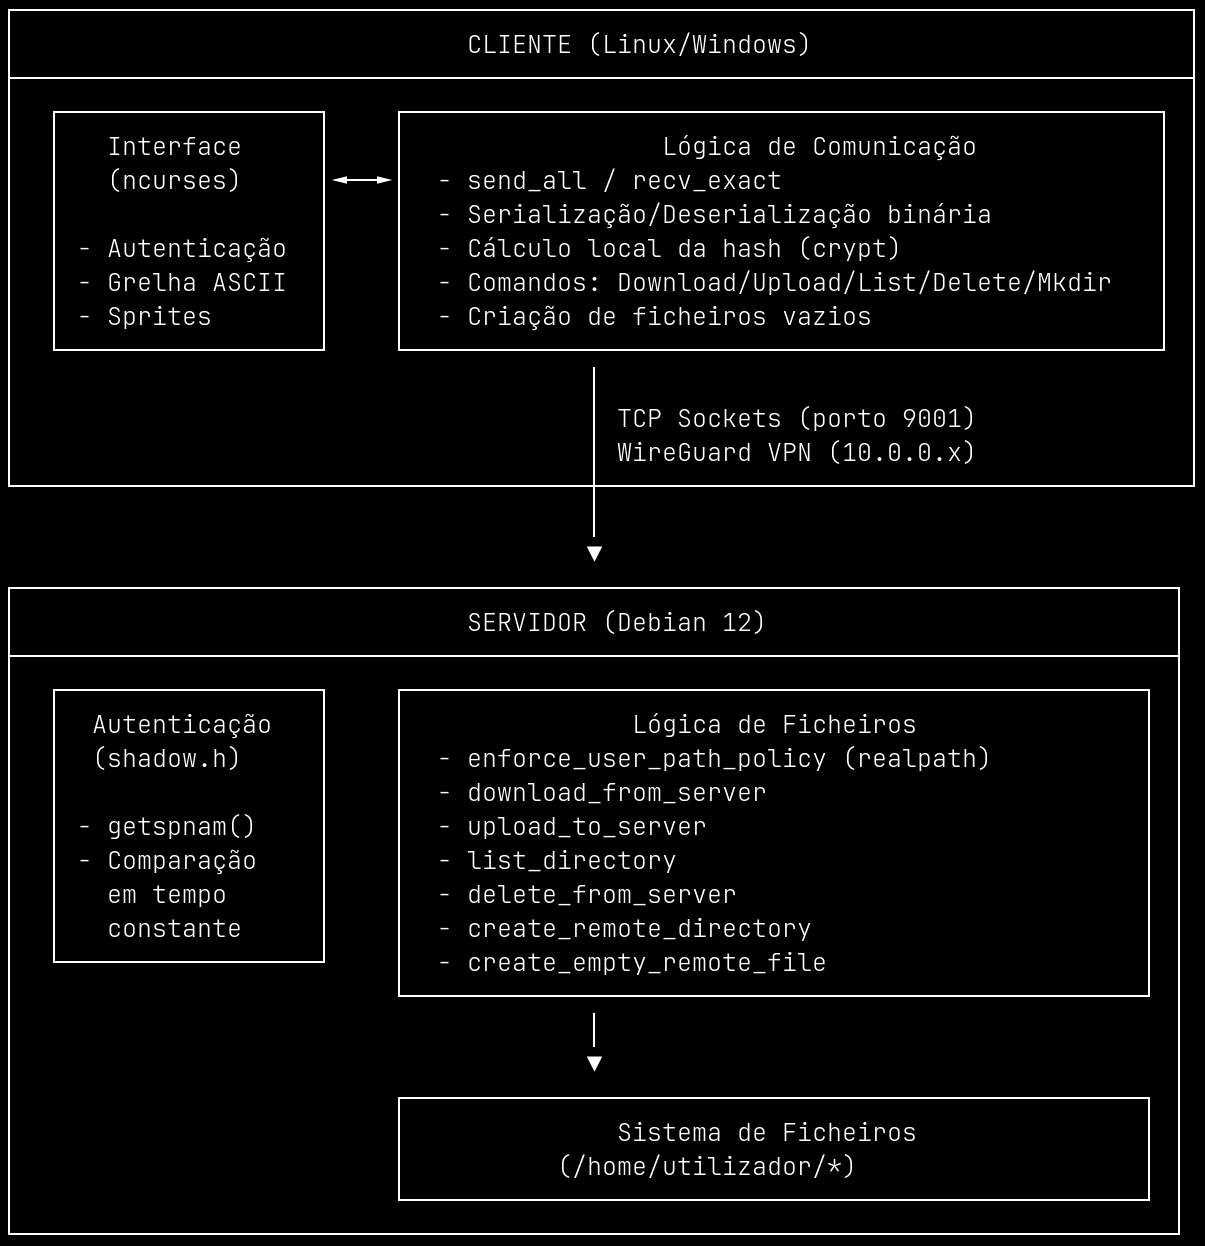 CLIENTE (Linux/Windows)
Interface
(ncurses)
- Autenticação
- Grelha ASCII
- Sprites
Lógica de Comunicação
- send_all / recv_exact
- Serialização/Deserialização binária
- Cálculo local da hash (crypt)
- Comandos: Download/Upload/List/Delete/Mkdir
- Criação de ficheiros vazios
TCP Sockets (porto 9001)
WireGuard VPN (10.0.0.x)
SERVIDOR (Debian 12)
Autenticação
(shadow.h)
- getspnam()
- Comparação
em tempo
constante
Lógica de Ficheiros
- enforce_user_path_policy (realpath)
- download_from_server
- upload_to_server
- list_directory
- delete_from_server
- create_remote_directory
- create_empty_remote_file
Sistema de Ficheiros
(/home/utilizador/*)